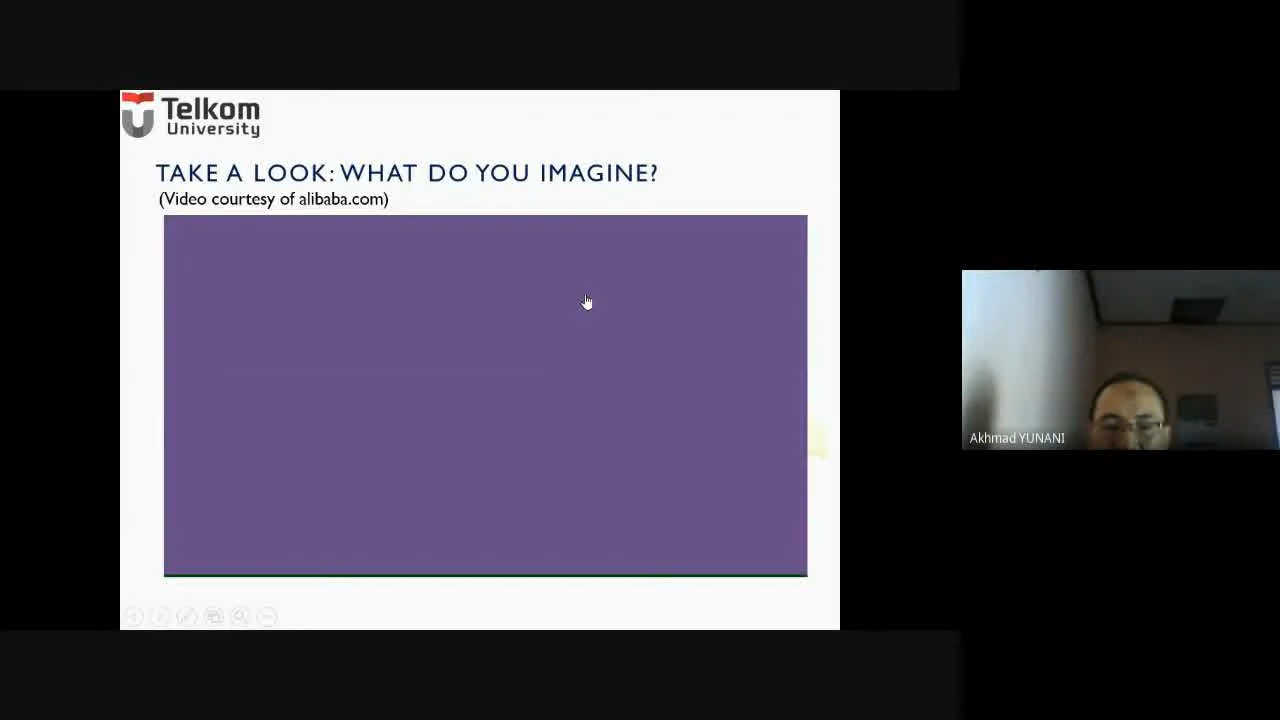 Telkom
University
TAKE A LOOK: WHAT DO YOU IMAGINE?
(Video courtesy of alibaba.com)
Akhmad YUNANI